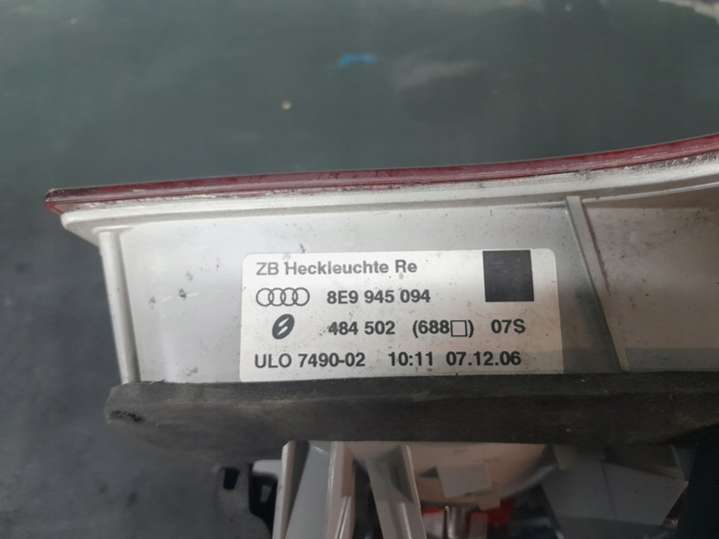 ZB Heckleuchte Re
8E9 945 094
484 502 (688□) 07S
ULO 7490-02 10:11 07.12.06